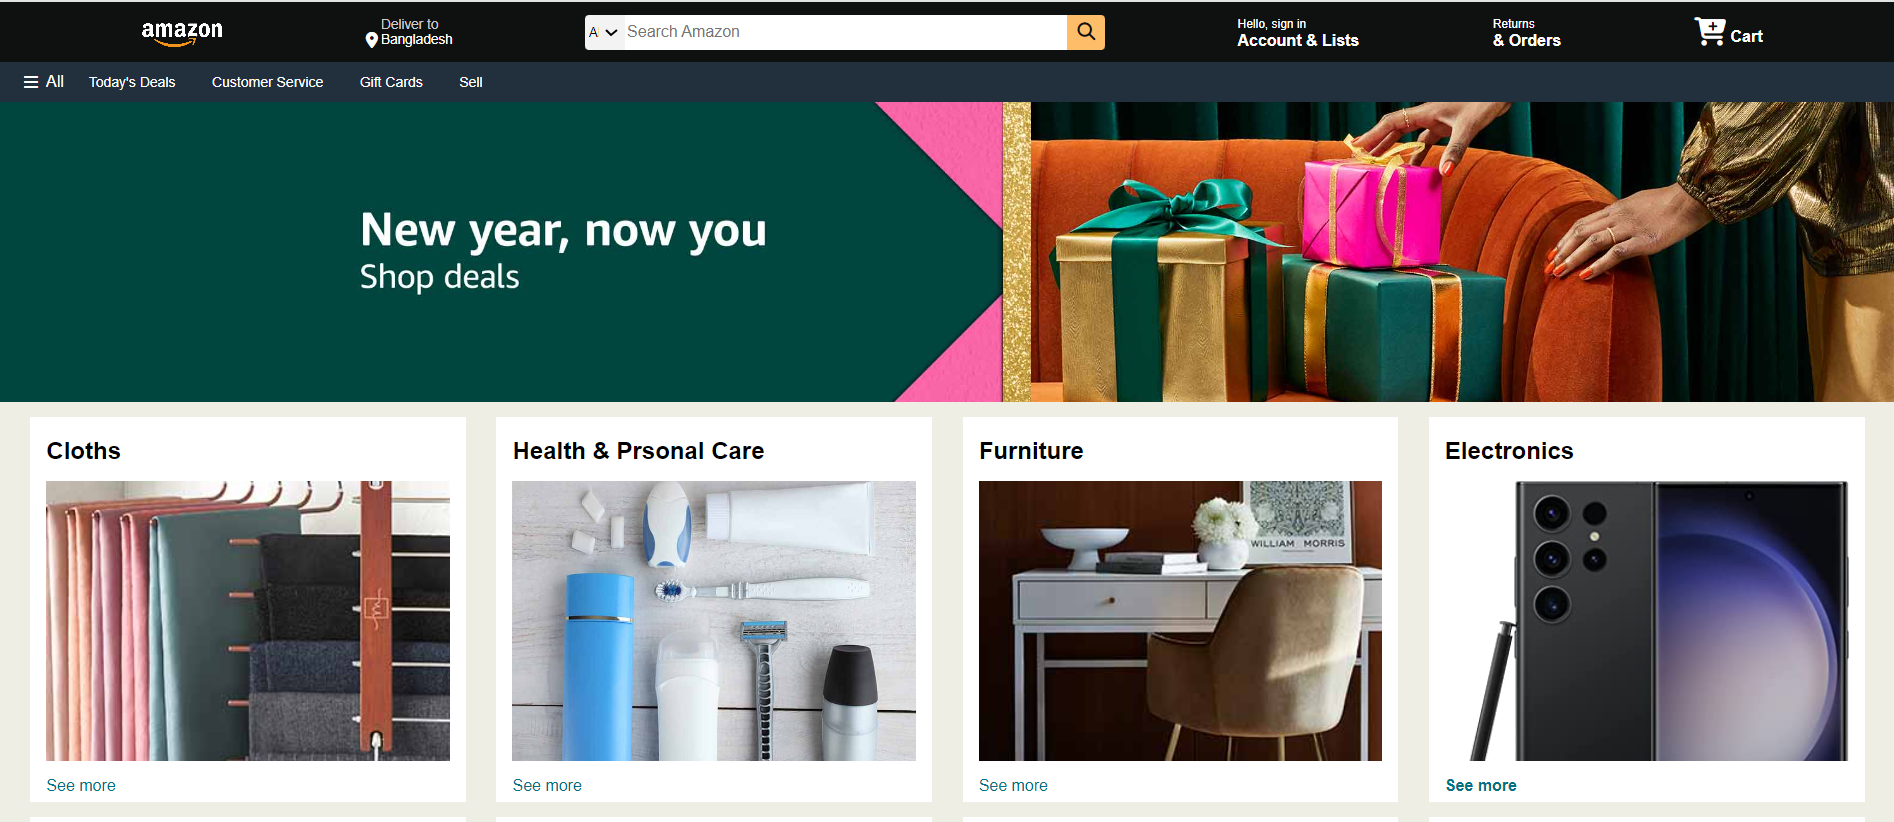 amazon
Deliver to
Bangladesh
A
Search Amazon
Hello, sign in
Account & Lists
Returns
& Orders
Cart
All
Today's Deals
Customer Service
Gift Cards
Sell
New year, now you
Shop deals
Cloths
Health & Prsonal Care
Furniture
Electronics
WILLIAM MORRIS
See more
See more
See more
See more